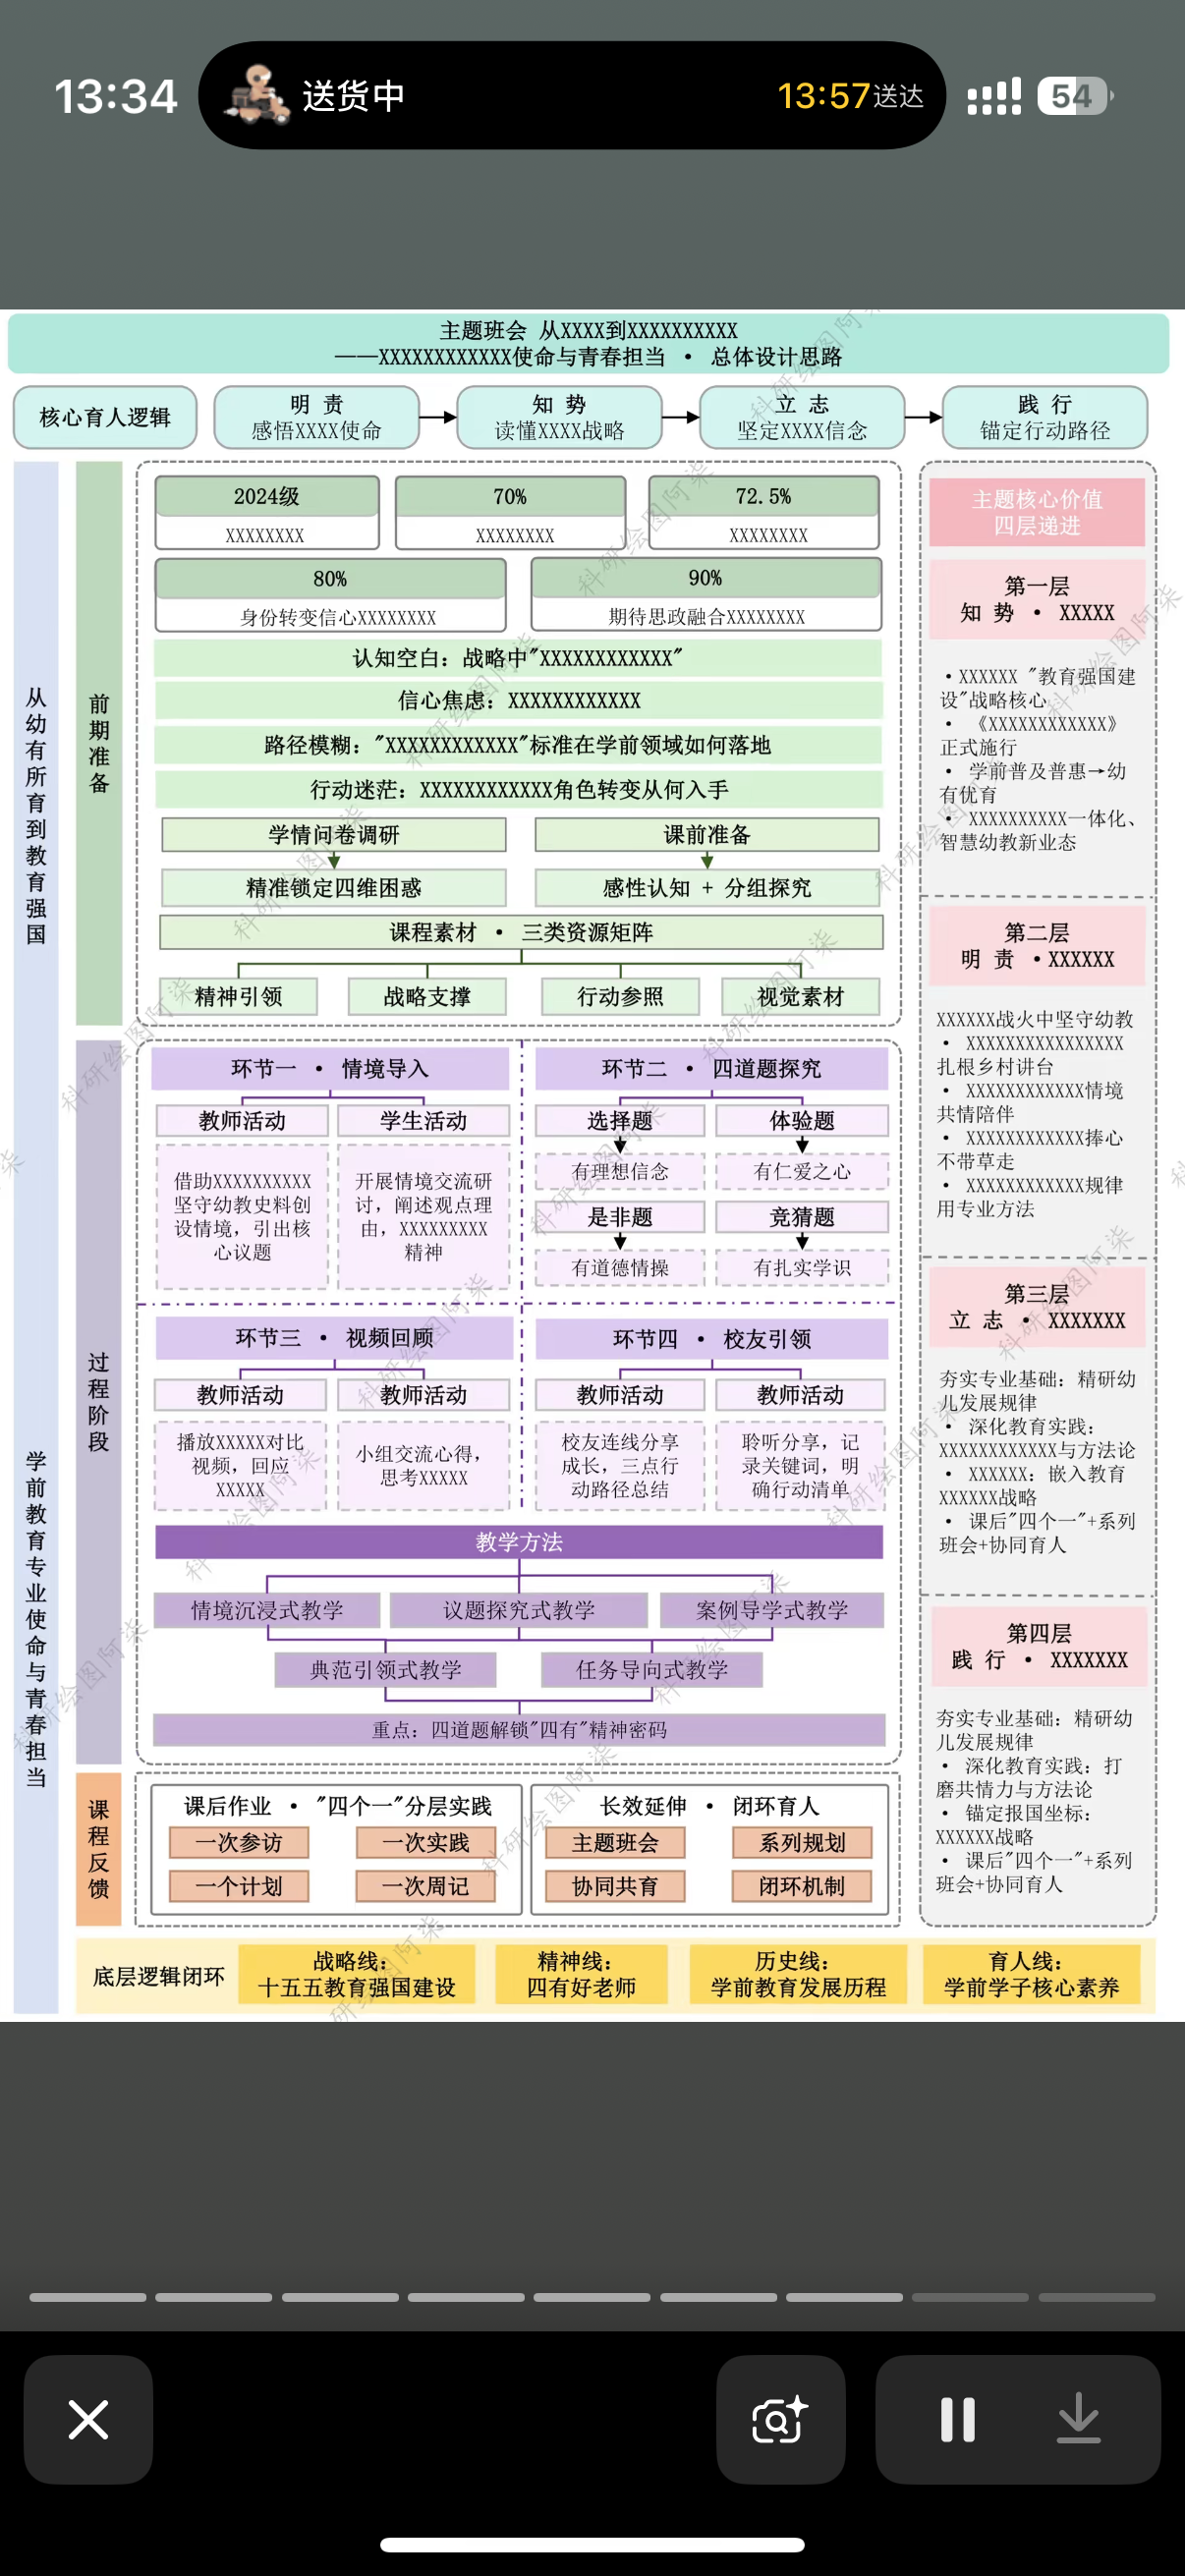 13:34
送货中
13:57送达
54
主题班会 从XXXX到XXXXXXXXXX
——XXXXXXXXXXXX使命与青春担当 • 总体设计思路
核心育人逻辑
明 责
感悟XXXX使命
知 势
读懂XXXX战略
立 志
坚定XXXX信念
践 行
锚定行动路径
从幼有所育到教育强国
学前教育专业使命与青春担当
前期准备
2024级
XXXXXXXX
70%
XXXXXXXX
72.5%
XXXXXXXX
80%
身份转变信心XXXXXXXX
90%
期待思政融合XXXXXXXX
认知空白：战略中"XXXXXXXXXXXX"
信心焦虑：XXXXXXXXXXXX
路径模糊："XXXXXXXXXXXX"标准在学前领域如何落地
行动迷茫：XXXXXXXXXXXX角色转变从何入手
学情问卷调研
课前准备
精准锁定四维困惑
感性认知 + 分组探究
课程素材 • 三类资源矩阵
精神引领
战略支撑
行动参照
视觉素材
过程阶段
环节一 • 情境导入
教师活动
学生活动
借助XXXXXXXXXX
坚守幼教史料创
设情境，引出核
心议题
开展情境交流研
讨，阐述观点理
由，XXXXXXXXX
精神
环节二 • 四道题探究
选择题
体验题
有理想信念
有仁爱之心
是非题
竞猜题
有道德情操
有扎实学识
环节三 • 视频回顾
教师活动
教师活动
播放XXXXX对比
视频，回应
XXXXX
小组交流心得，
思考XXXXX
环节四 • 校友引领
教师活动
教师活动
校友连线分享
成长，三点行
动路径总结
聆听分享，记
录关键词，明
确行动清单
教学方法
情境沉浸式教学
议题探究式教学
案例导学式教学
典范引领式教学
任务导向式教学
重点：四道题解锁"四有"精神密码
课程反馈
课后作业 • "四个一"分层实践
一次参访
一次实践
一个计划
一次周记
长效延伸 • 闭环育人
主题班会
系列规划
协同共育
闭环机制
主题核心价值
四层递进
第一层
知 势 • XXXXX
•XXXXXX "教育强国建
设"战略核心
• 《XXXXXXXXXXXX》
正式施行
• 学前普及普惠→幼
有优育
• XXXXXXXXXX一体化、
智慧幼教新业态
第二层
明 责 •XXXXXX
XXXXXX战火中坚守幼教
• XXXXXXXXXXXXXXXX
扎根乡村讲台
• XXXXXXXXXXXX情境
共情陪伴
• XXXXXXXXXXXX捧心
不带草走
• XXXXXXXXXXXX规律
用专业方法
第三层
立 志 • XXXXXXX
夯实专业基础：精研幼
儿发展规律
• 深化教育实践：
XXXXXXXXXXXX与方法论
• XXXXXX：嵌入教育
XXXXXX战略
• 课后"四个一"+系列
班会+协同育人
第四层
践 行 • XXXXXXX
夯实专业基础：精研幼
儿发展规律
• 深化教育实践：打
磨共情力与方法论
• 锚定报国坐标：
XXXXXX战略
• 课后"四个一"+系列
班会+协同育人
底层逻辑闭环
战略线：
十五五教育强国建设
精神线：
四有好老师
历史线：
学前教育发展历程
育人线：
学前学子核心素养
科研绘图阿柒